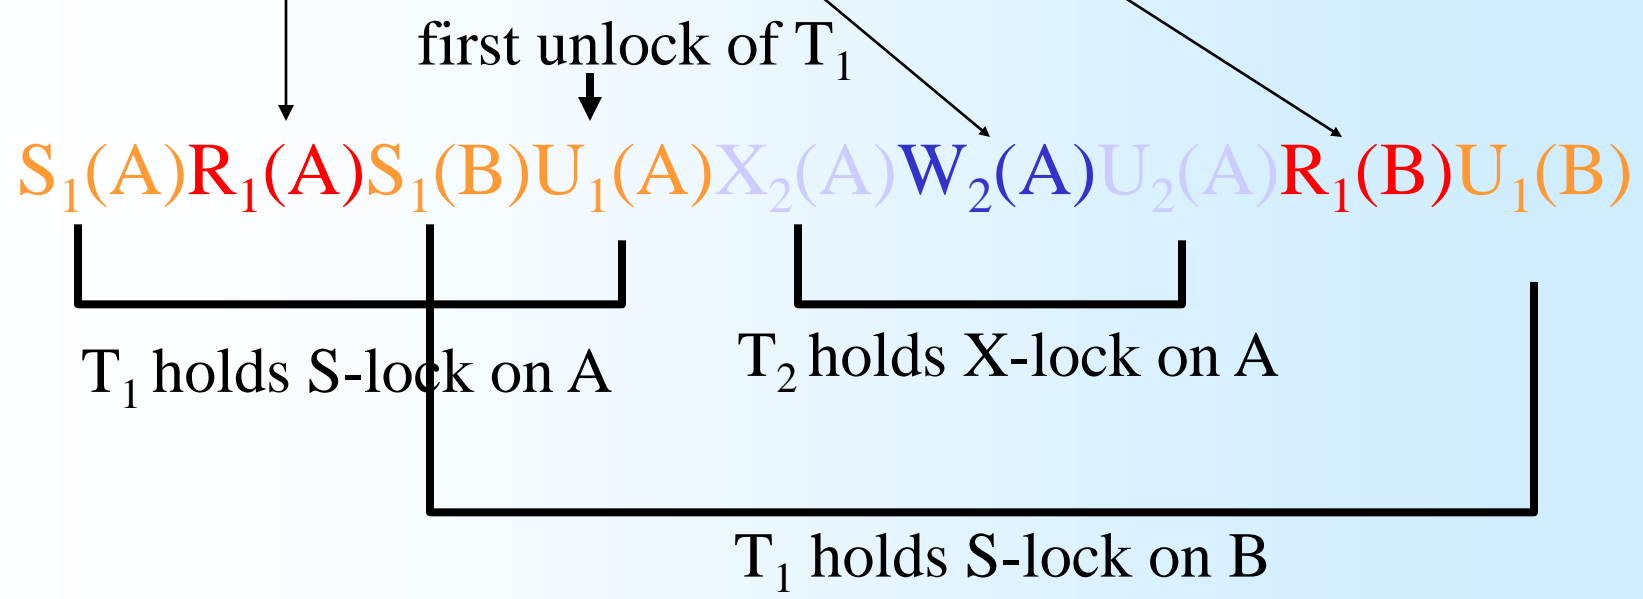 first unlock of T₁
S₁(A)R₁(A)S₁(B)U₁(A)X₂(A)W₂(A)U₂(A)R₁(B)U₁(B)
T₁ holds S-lock on A
T₂ holds X-lock on A
T₁ holds S-lock on B